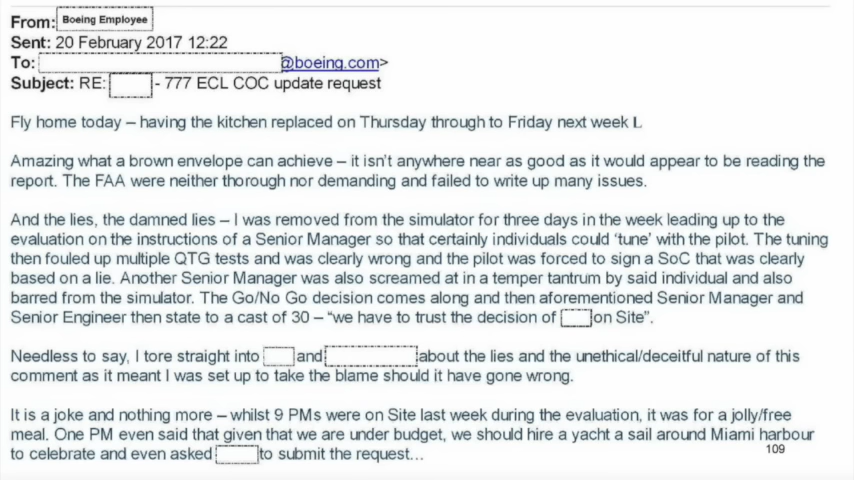 From: Boeing Employee
Sent: 20 February 2017 12:22
To: @boeing.com>
Subject: RE: - 777 ECL COC update request
Fly home today – having the kitchen replaced on Thursday through to Friday next week L
Amazing what a brown envelope can achieve – it isn't anywhere near as good as it would appear to be reading the
report. The FAA were neither thorough nor demanding and failed to write up many issues.
And the lies, the damned lies – I was removed from the simulator for three days in the week leading up to the
evaluation on the instructions of a Senior Manager so that certainly individuals could 'tune' with the pilot. The tuning
then fouled up multiple QTG tests and was clearly wrong and the pilot was forced to sign a SoC that was clearly
based on a lie. Another Senior Manager was also screamed at in a temper tantrum by said individual and also
barred from the simulator. The Go/No Go decision comes along and then aforementioned Senior Manager and
Senior Engineer then state to a cast of 30 – "we have to trust the decision of on Site".
Needless to say, I tore straight into and about the lies and the unethical/deceitful nature of this
comment as it meant I was set up to take the blame should it have gone wrong.
It is a joke and nothing more – whilst 9 PMs were on Site last week during the evaluation, it was for a jolly/free
meal. One PM even said that given that we are under budget, we should hire a yacht a sail around Miami harbour
to celebrate and even asked to submit the request...
109